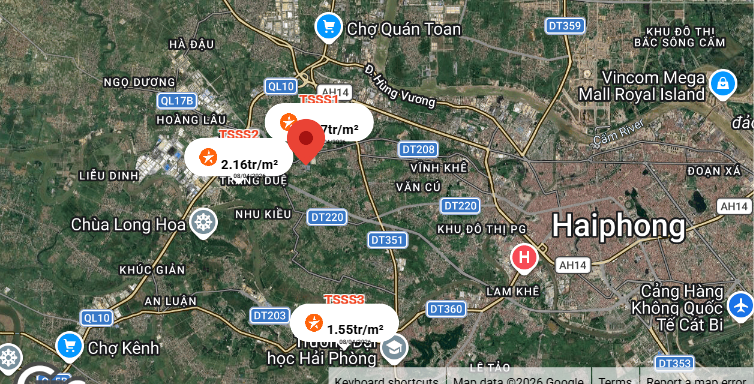 DT359
Chợ Quán Toan
KHU ĐÔ THỊ
BẮC SÔNG CẤM
HÀ ĐẬU
Đ. Hùng Vương
NGỌ DƯƠNG
QL10
AH14
Vincom Mega
Mall Royal Island
QL17B
TSSS1
HOÀNG LÂU
7tr/m²
TSSS2
Cấm River
DT208
2.16tr/m²
LIỄU DINH
VĨNH KHÊ
ĐOẠN XÁ
VĂN CÚ
DT220
AH14
NHU KIỀU
DT220
Chùa Long Hoa
KHU ĐÔ THỊ PG
Haiphong
DT351
H
KHÚC GIẢN
AH14
LAM KHÊ
AN LUẬN
TSSS3
Cảng Hàng
Không Quốc
Tế Cát Bi
QL10
DT203
DT360
1.55tr/m²
Chợ Kênh
học Hải Phòng
LÊ TẢO
DT353
Keyboard shortcuts
Map data ©2026 Google
Terms
Report a map error